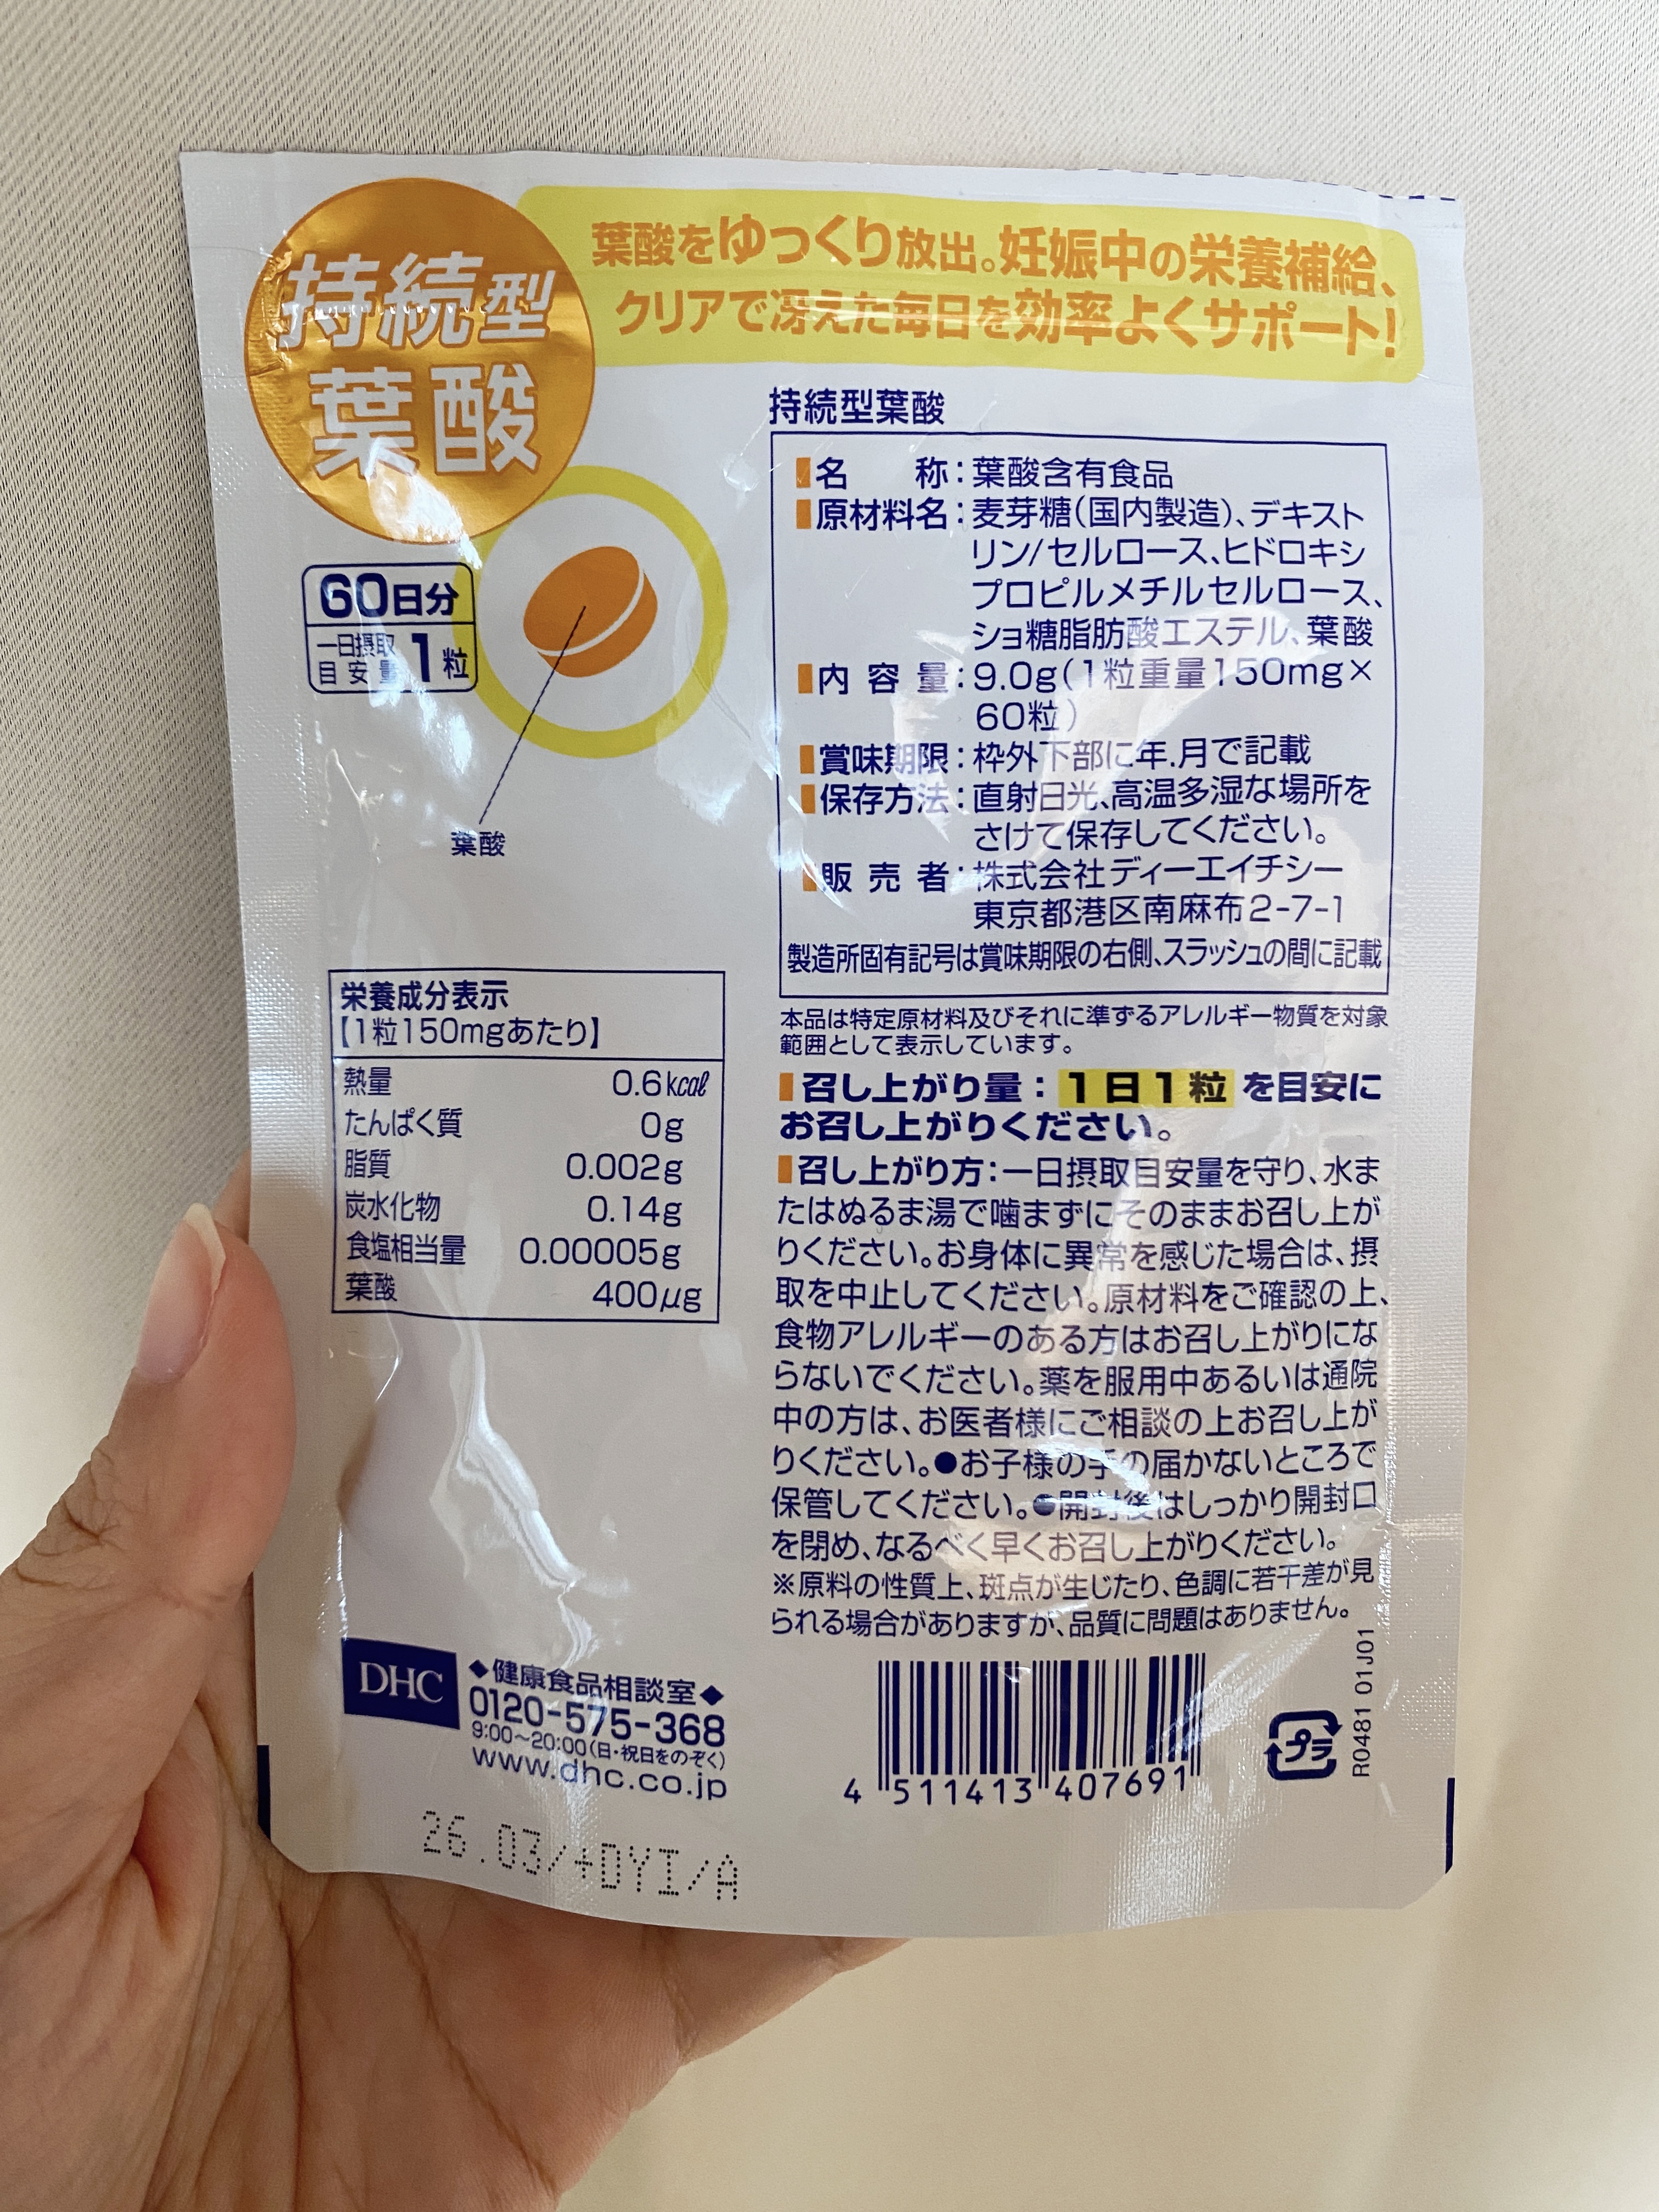 持続型
葉酸
葉酸をゆっくり放出。妊娠中の栄養補給、
クリアで冴えた毎日を効率よくサポート!
60日分
一日摂取
目安量 1粒
葉酸
持続型葉酸
名　　称：葉酸含有食品
原材料名：麦芽糖(国内製造)、デキスト
リン/セルロース、ヒドロキシ
プロピルメチルセルロース、
ショ糖脂肪酸エステル、葉酸
内 容 量：9.0g(1粒重量150mg×
60粒)
賞味期限：枠外下部に年.月で記載
保存方法：直射日光、高温多湿な場所を
さけて保存してください。
販 売 者：株式会社ディーエイチシー
東京都港区南麻布2-7-1
製造所固有記号は賞味期限の右側、スラッシュの間に記載
本品は特定原材料及びそれに準ずるアレルギー物質を対象
範囲として表示しています。
召し上がり量：1日1粒を目安に
お召し上がりください。
召し上がり方：一日摂取目安量を守り、水ま
たはぬるま湯で噛まずにそのままお召し上が
りください。お身体に異常を感じた場合は、摂
取を中止してください。原材料をご確認の上、
食物アレルギーのある方はお召し上がりにな
らないでください。薬を服用中あるいは通院
中の方は、お医者様にご相談の上お召し上が
りください。●お子様の手の届かないところで
保管してください。●開封後はしっかり開封口
を閉め、なるべく早くお召し上がりください。
※原料の性質上、斑点が生じたり、色調に若干差が見
られる場合がありますが、品質に問題はありません。
栄養成分表示
【1粒150mgあたり】
熱量 0.6kcal
たんぱく質 0g
脂質 0.002g
炭水化物 0.14g
食塩相当量 0.00005g
葉酸 400μg
DHC
◆健康食品相談室◆
0120-575-368
9:00～20:00(日・祝日をのぞく)
www.dhc.co.jp
4 511413 407691
プラ
R0481 01J01
26.03/+DYI/A